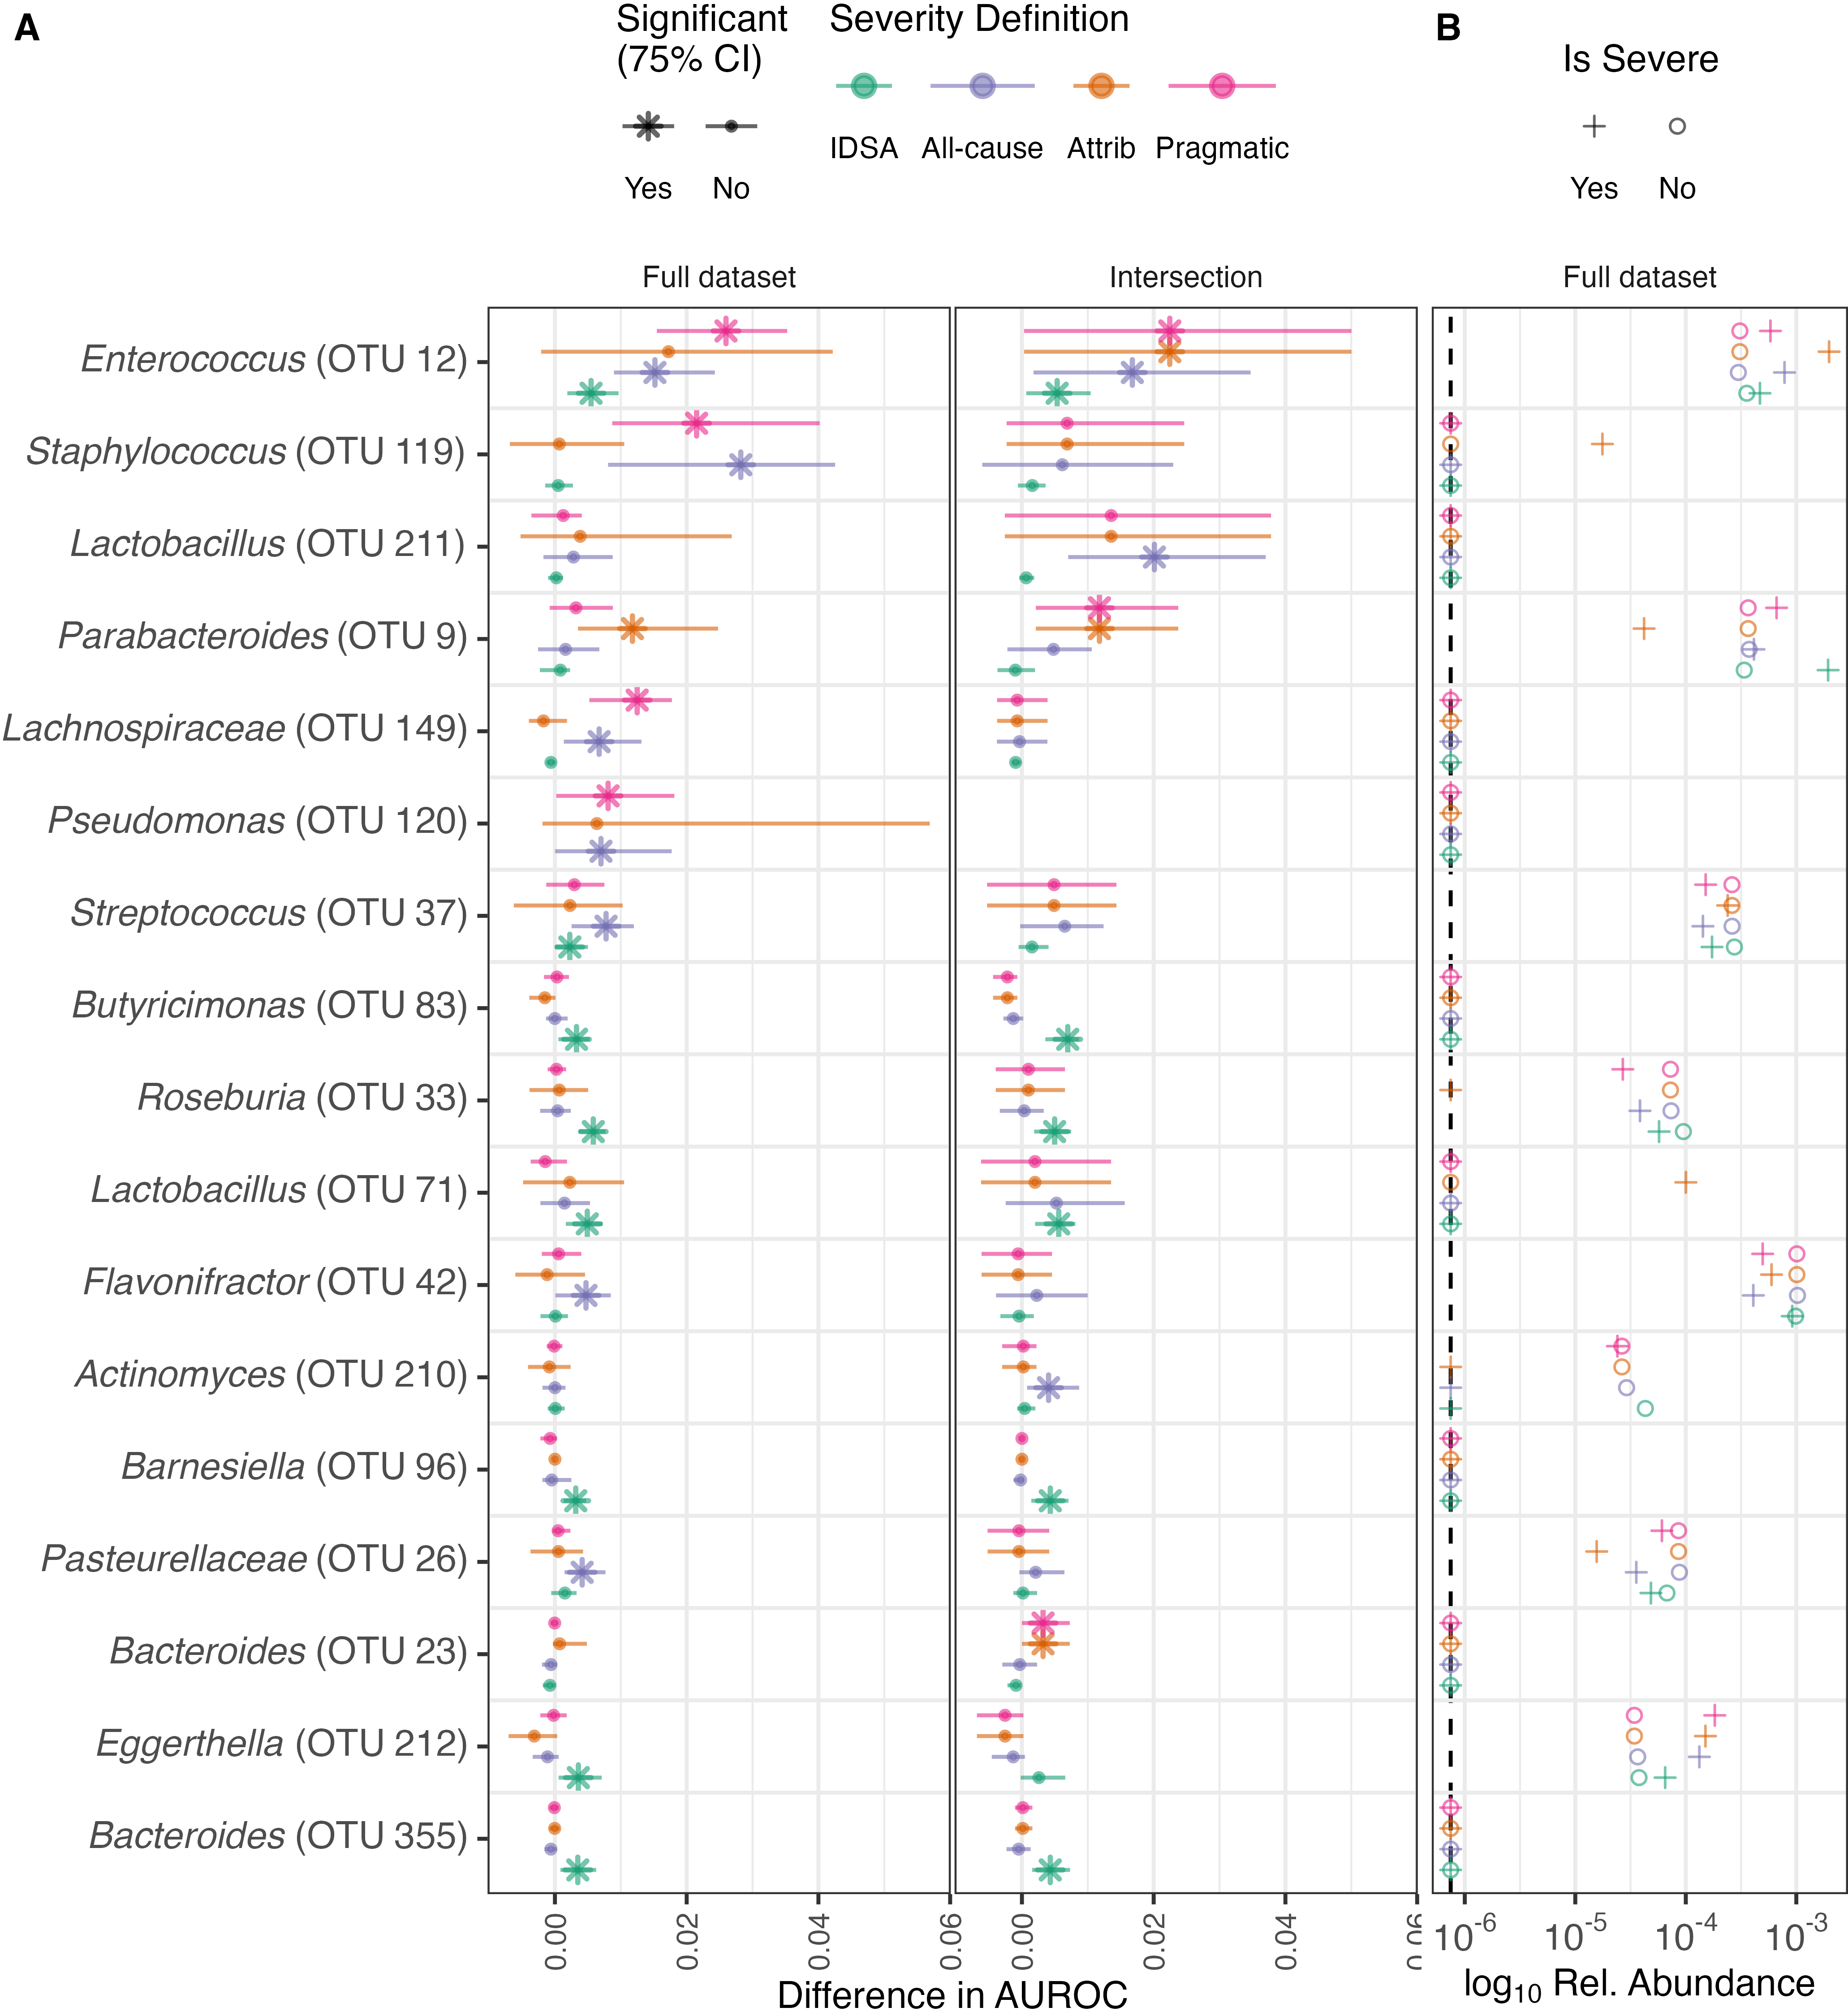 A
Significant
(75% CI)
Yes
No
Severity Definition
IDSA
All-cause
Attrib
Pragmatic
B
Is Severe
Yes
No
Full dataset
Intersection
Full dataset
Enterococcus (OTU 12)
Staphylococcus (OTU 119)
Lactobacillus (OTU 211)
Parabacteroides (OTU 9)
Lachnospiraceae (OTU 149)
Pseudomonas (OTU 120)
Streptococcus (OTU 37)
Butyricimonas (OTU 83)
Roseburia (OTU 33)
Lactobacillus (OTU 71)
Flavonifractor (OTU 42)
Actinomyces (OTU 210)
Barnesiella (OTU 96)
Pasteurellaceae (OTU 26)
Bacteroides (OTU 23)
Eggerthella (OTU 212)
Bacteroides (OTU 355)
0.00
0.02
0.04
0.06
0.00
0.02
0.04
0.06
10⁻⁶
10⁻⁵
10⁻⁴
10⁻³
Difference in AUROC
log₁₀ Rel. Abundance